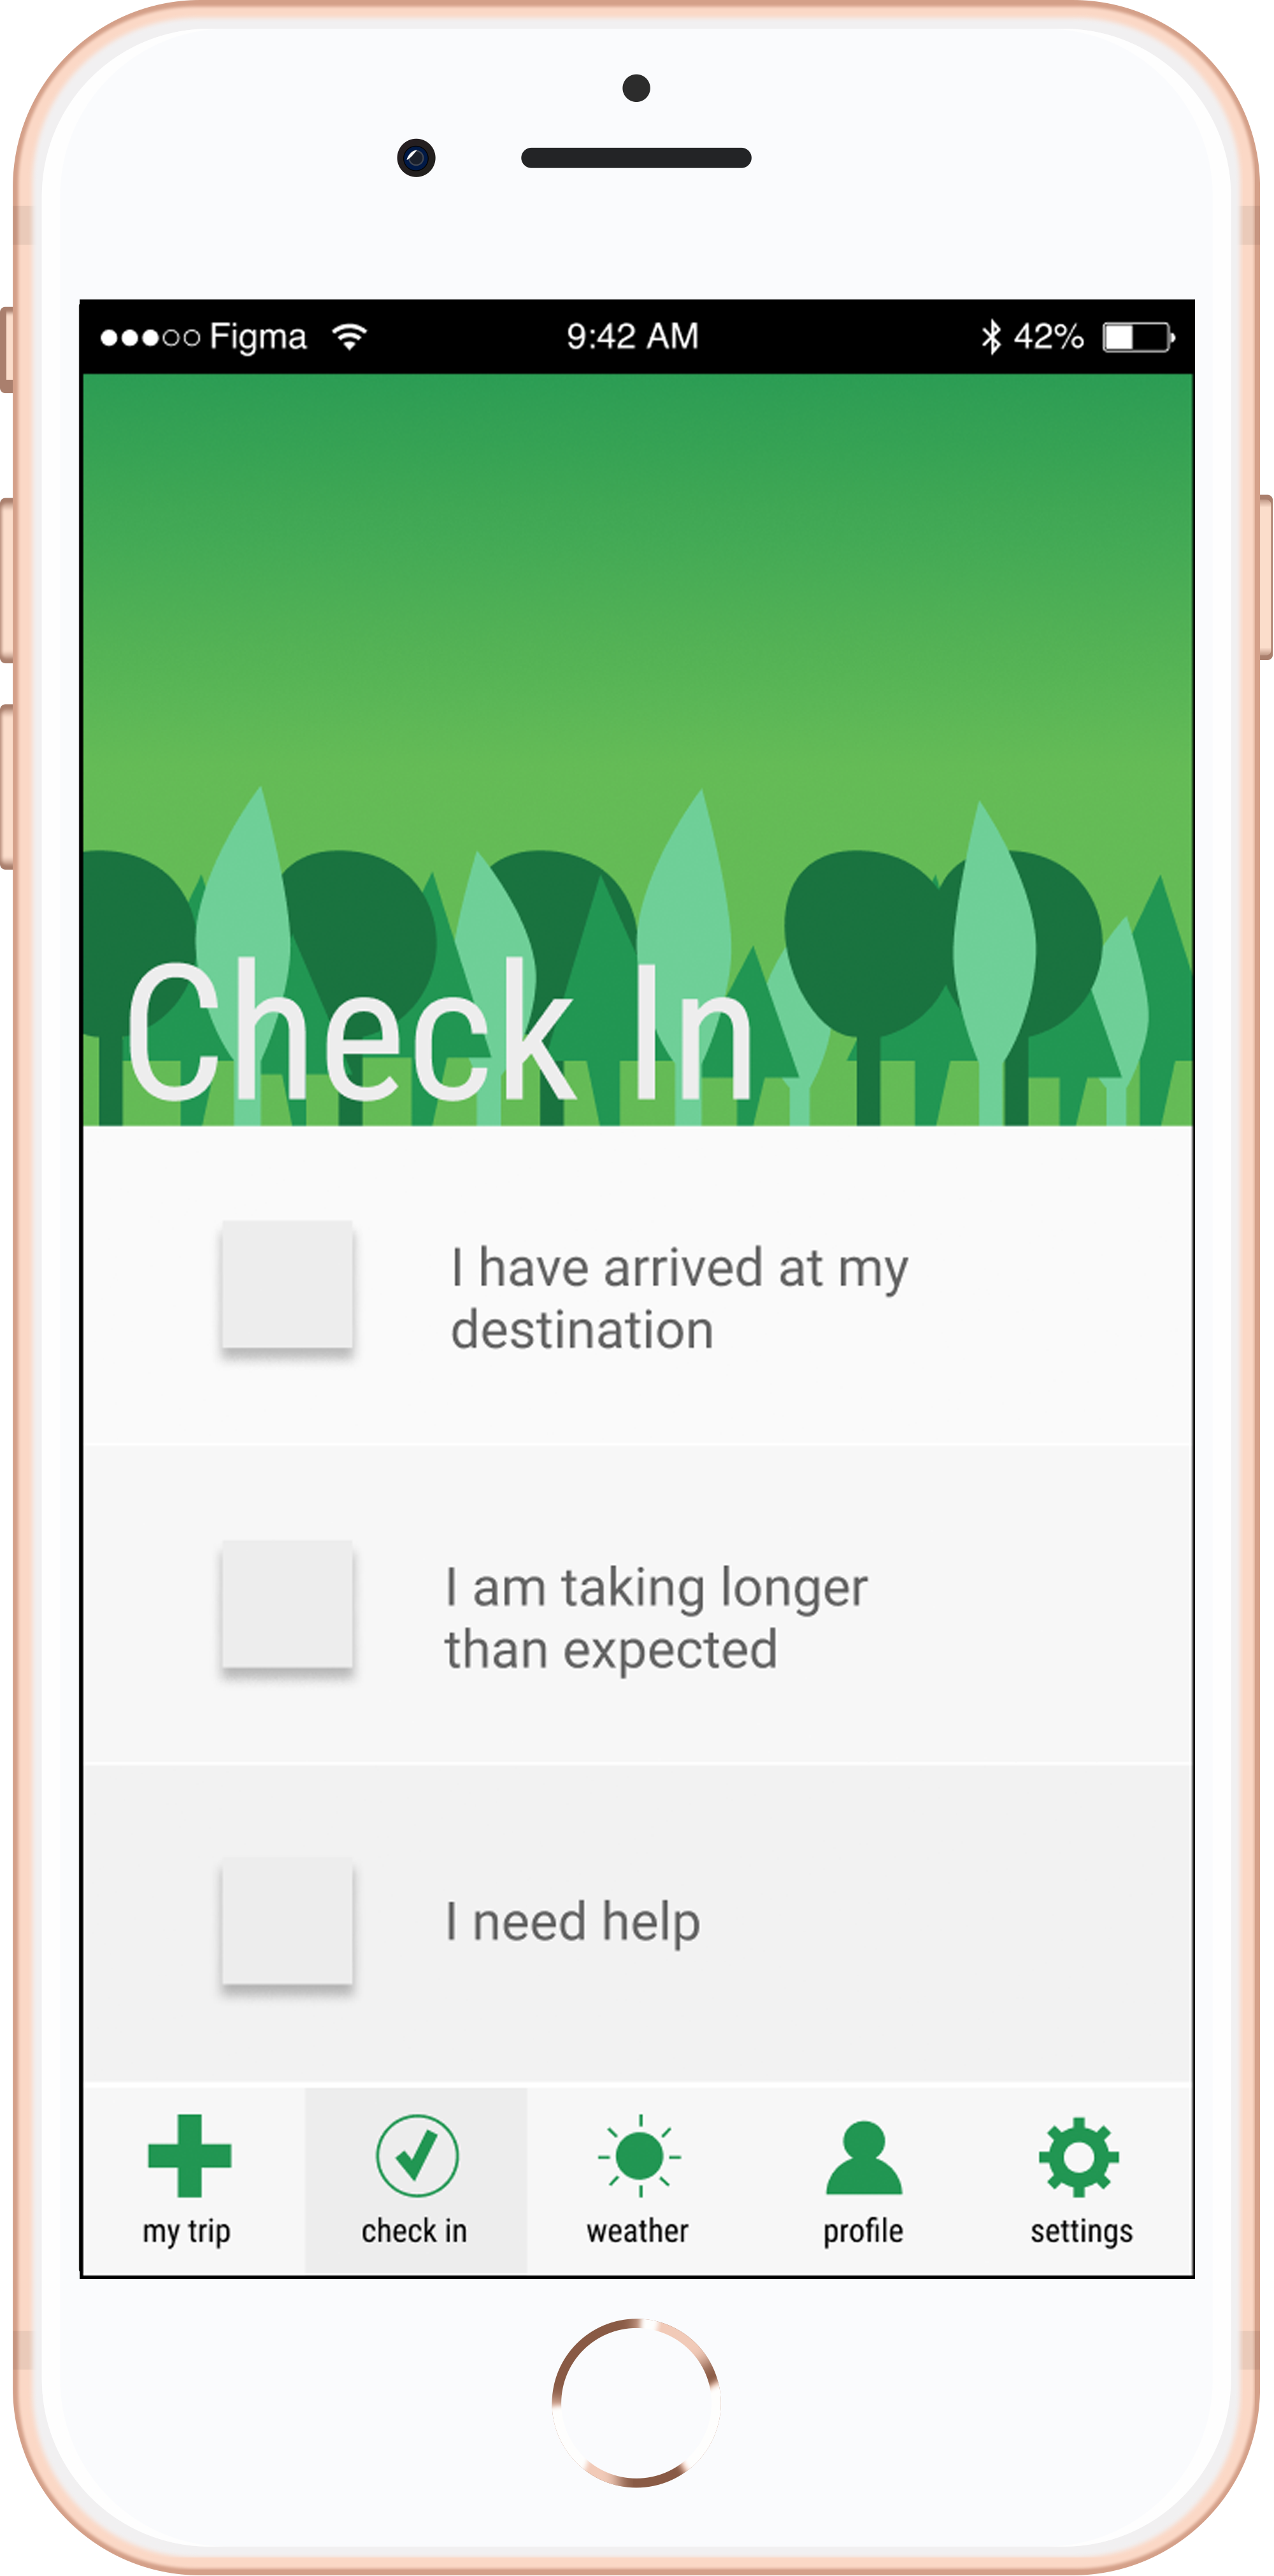 Figma 9:42 AM 42%
Check In
I have arrived at my
destination
I am taking longer
than expected
I need help
my trip check in weather profile settings